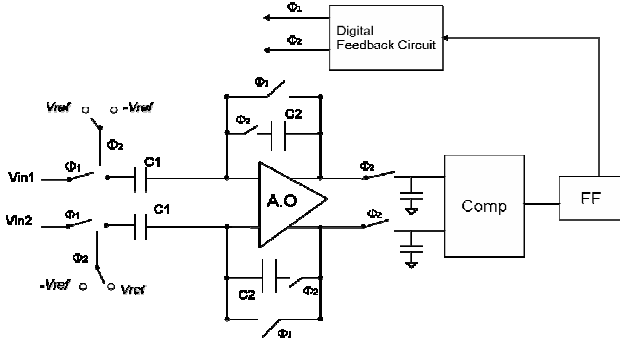 Φ₁
Φ₂
Digital
Feedback Circuit
Φ₁
Φ₂
C2
Vref
-Vref
Φ₂
C1
Φ₁
Vin1
Φ₂
A.O
Comp
FF
Vin2
Φ₁
C1
Φ₂
Φ₂
-Vref
Vref
C2
Φ₂
Φ₁